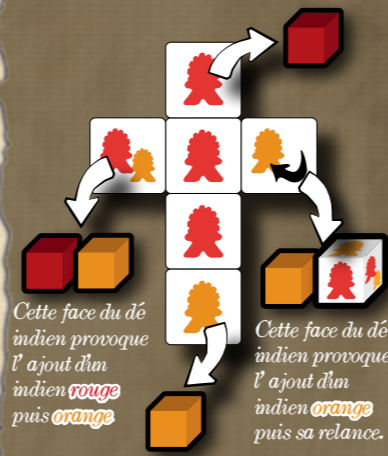 Cette face du dé
indien provoque
l' ajout d'un
indien rouge
puis orange
Cette face du dé
indien provoque
l' ajout d'un
indien orange
puis sa relance.